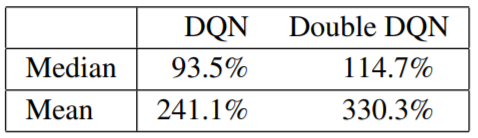 DQN Double DQN
Median 93.5% 114.7%
Mean 241.1% 330.3%